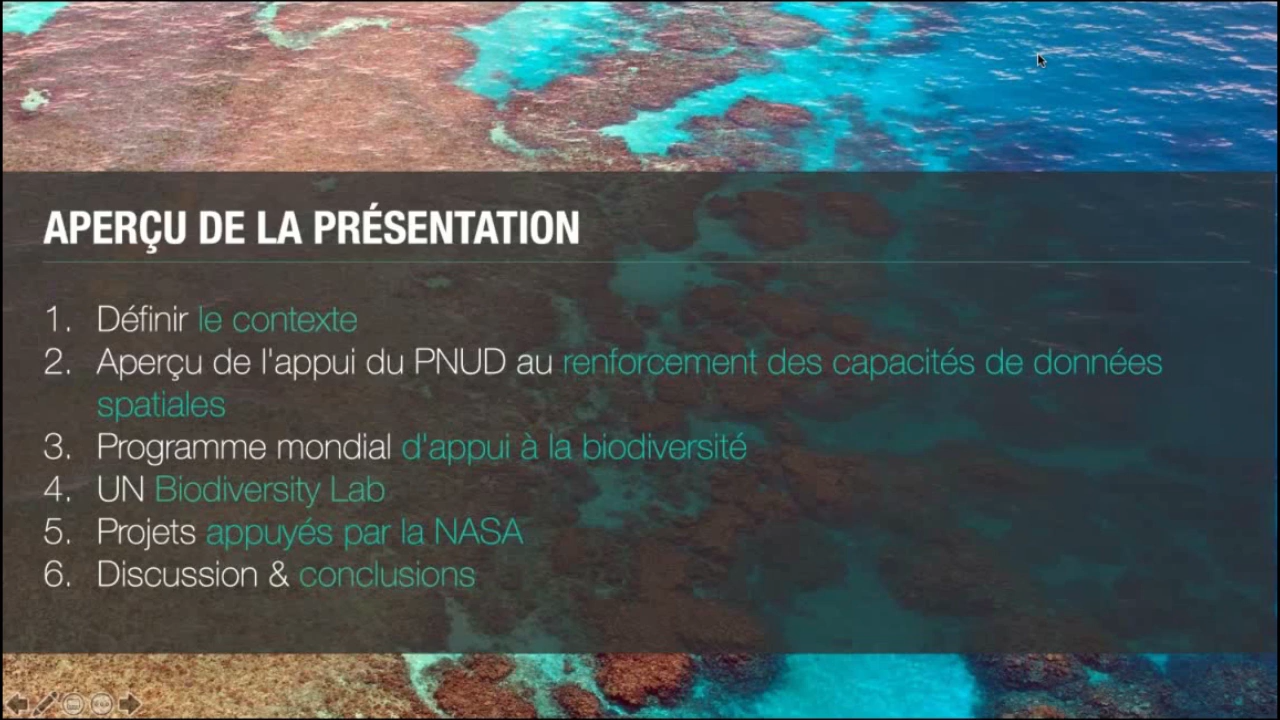 APERÇU DE LA PRÉSENTATION
1. Définir le contexte
2. Aperçu de l'appui du PNUD au renforcement des capacités de données
spatiales
3. Programme mondial d'appui à la biodiversité
4. UN Biodiversity Lab
5. Projets appuyés par la NASA
6. Discussion & conclusions